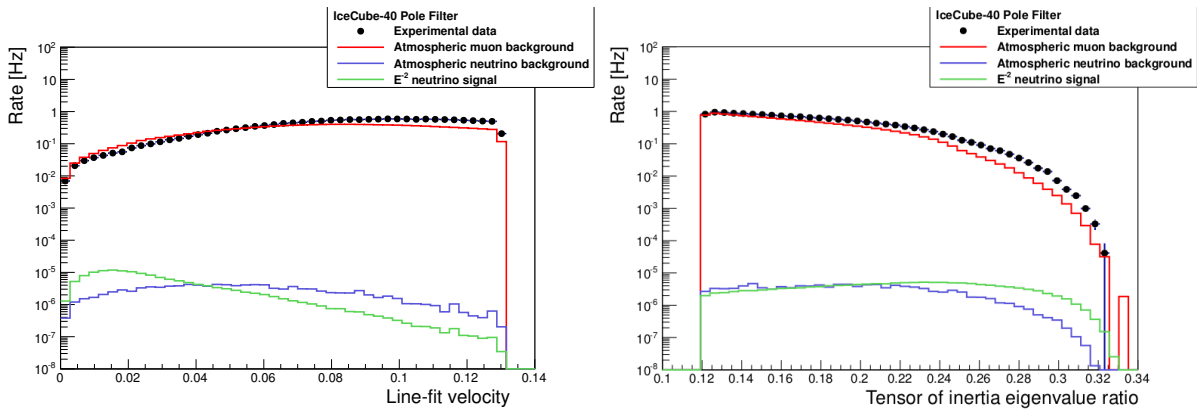 IceCube-40 Pole Filter
Experimental data
Atmospheric muon background
Atmospheric neutrino background
E-2 neutrino signal
Rate [Hz]
10^2
10
1
10^-1
10^-2
10^-3
10^-4
10^-5
10^-6
10^-7
10^-8
0 0.02 0.04 0.06 0.08 0.1 0.12 0.14
Line-fit velocity
IceCube-40 Pole Filter
Experimental data
Atmospheric muon background
Atmospheric neutrino background
E-2 neutrino signal
Rate [Hz]
10^2
10
1
10^-1
10^-2
10^-3
10^-4
10^-5
10^-6
10^-7
10^-8
0.1 0.12 0.14 0.16 0.18 0.2 0.22 0.24 0.26 0.28 0.3 0.32 0.34
Tensor of inertia eigenvalue ratio